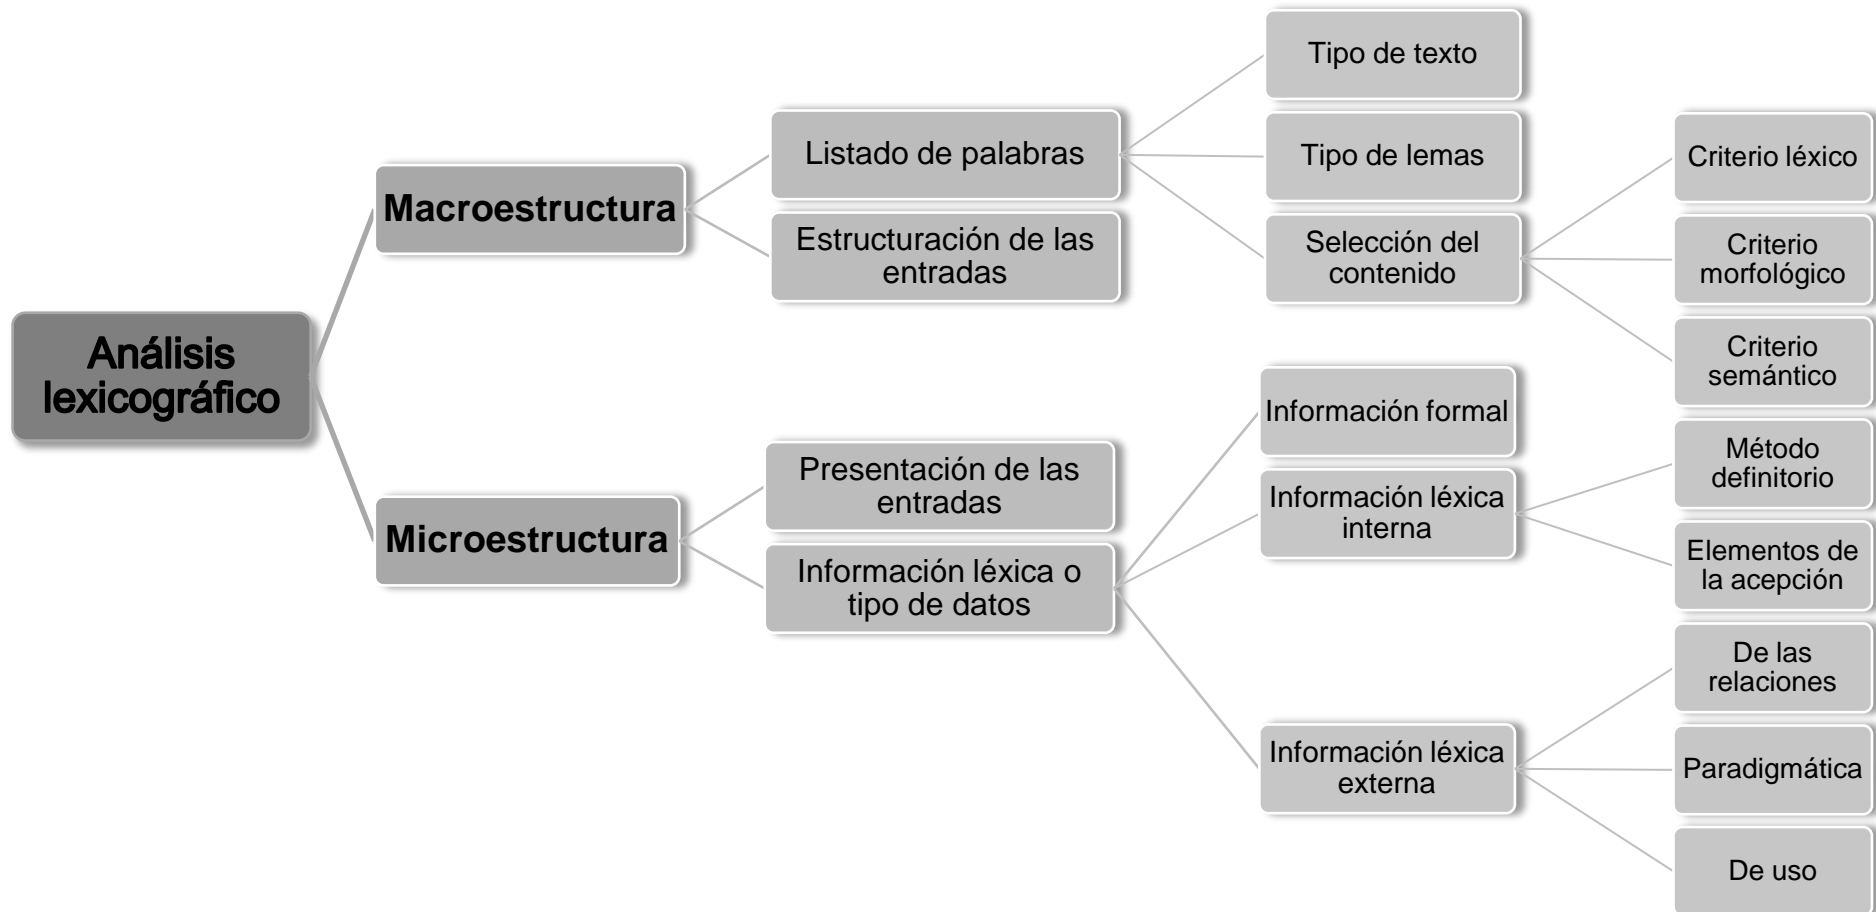 Análisis
lexicográfico
Macroestructura
Listado de palabras
Tipo de texto
Tipo de lemas
Selección del
contenido
Criterio léxico
Criterio
morfológico
Criterio
semántico
Estructuración de las
entradas
Microestructura
Presentación de las
entradas
Información léxica o
tipo de datos
Información formal
Información léxica
interna
Método
definitorio
Elementos de
la acepción
Información léxica
externa
De las
relaciones
Paradigmática
De uso